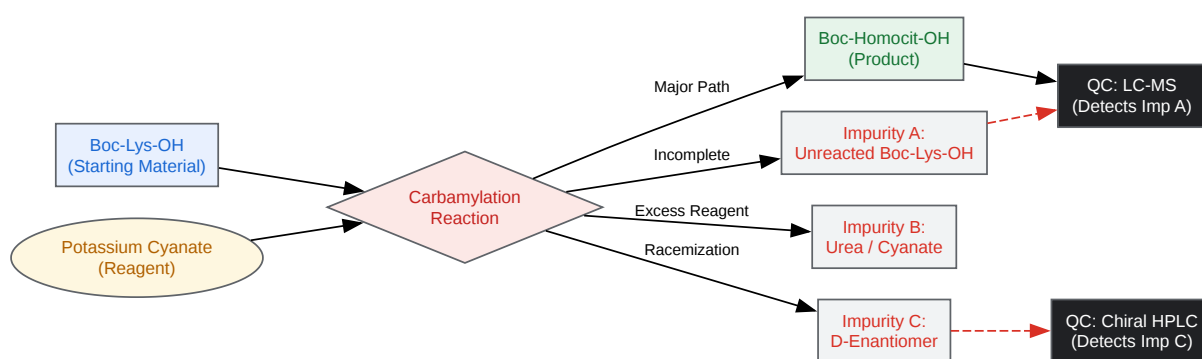 Boc-Lys-OH
(Starting Material)
Potassium Cyanate
(Reagent)
Carbamylation
Reaction
Major Path
Incomplete
Excess Reagent
Racemization
Boc-Homocit-OH
(Product)
Impurity A:
Unreacted Boc-Lys-OH
Impurity B:
Urea / Cyanate
Impurity C:
D-Enantiomer
QC: LC-MS
(Detects Imp A)
QC: Chiral HPLC
(Detects Imp C)